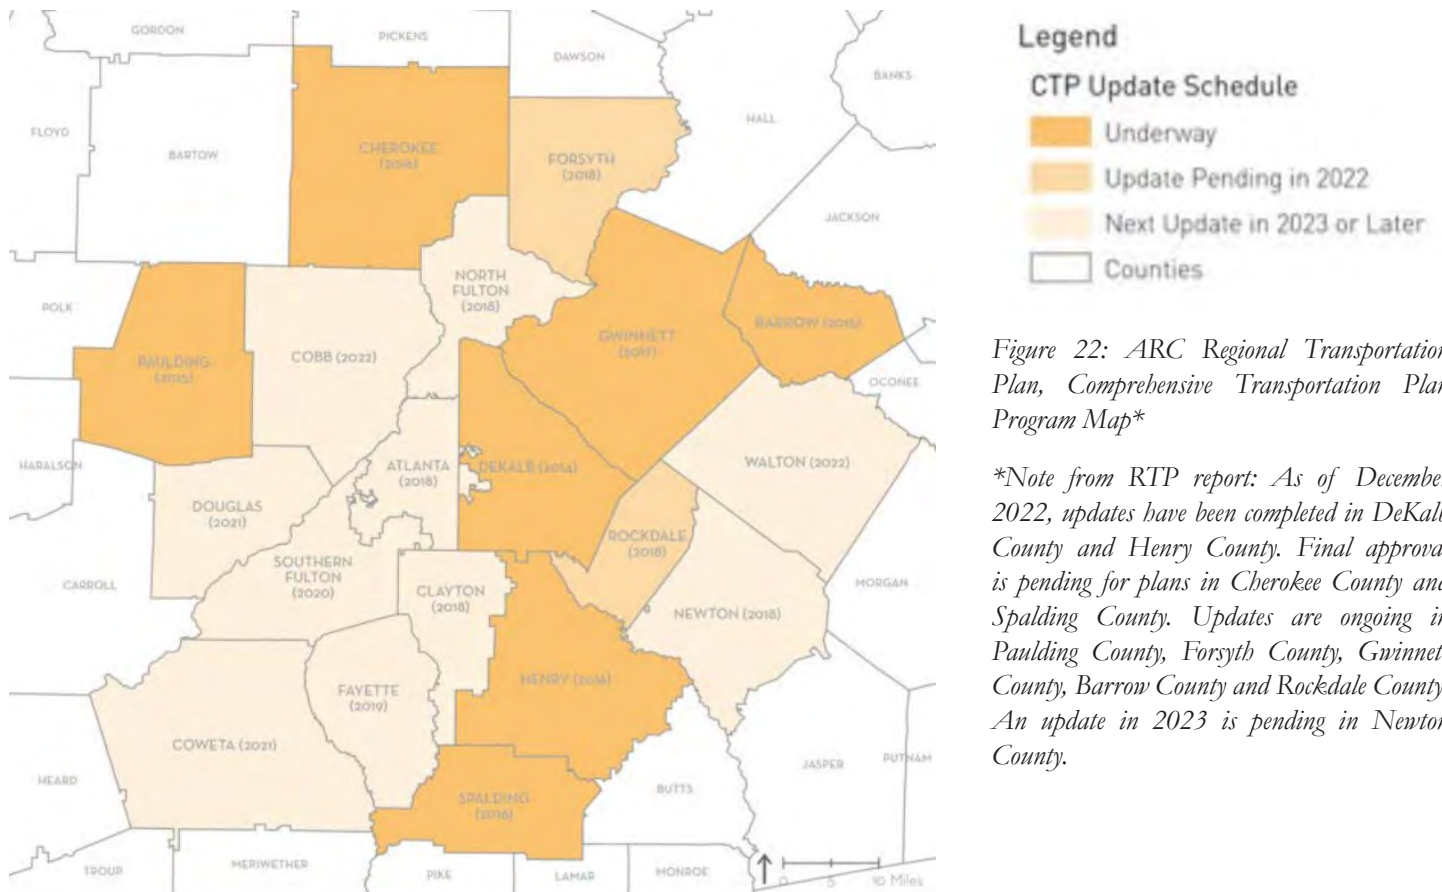 GORDON
PICKENS
DAWSON
BANKS
FLOYD
BARTOW
CHEROKEE
(2016)
FORSYTH
(2018)
HALL
JACKSON
POLK
NORTH
FULTON
(2018)
PAULDING
(2015)
COBB (2022)
GWINNETT
(2017)
BARROW (2015)
OCONEE
HARALSON
ATLANTA
(2018)
DEKALB (2014)
WALTON (2022)
DOUGLAS
(2021)
ROCKDALE
(2018)
CARROLL
SOUTHERN
FULTON
(2020)
CLAYTON
(2018)
NEWTON (2018)
MORGAN
HENRY (2016)
FAYETTE
(2019)
COWETA (2021)
HEARD
SPALDING
(2016)
BUTTS
JASPER
PUTNAM
TROUP
MERIWETHER
PIKE
LAMAR
MONROE
0 5 10 Miles
Legend
CTP Update Schedule
Underway
Update Pending in 2022
Next Update in 2023 or Later
Counties
Figure 22: ARC Regional Transportation
Plan, Comprehensive Transportation Plan
Program Map*
*Note from RTP report: As of December
2022, updates have been completed in DeKalb
County and Henry County. Final approval
is pending for plans in Cherokee County and
Spalding County. Updates are ongoing in
Paulding County, Forsyth County, Gwinnett
County, Barrow County and Rockdale County.
An update in 2023 is pending in Newton
County.